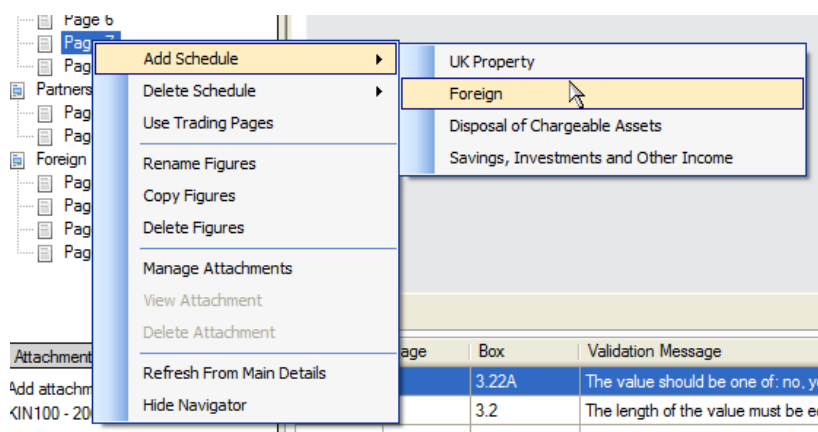 Page 6
Page 7
Add Schedule
UK Property
Pag
Partners
Delete Schedule
Foreign
Pag
Use Trading Pages
Disposal of Chargeable Assets
Pag
Foreign
Rename Figures
Savings, Investments and Other Income
Pag
Pag
Copy Figures
Pag
Delete Figures
Pag
Manage Attachments
View Attachment
Delete Attachment
Attachment
age
Box
Validation Message
Refresh From Main Details
3.22A
The value should be one of: no, y
Add attachm
Hide Navigator
3.2
The length of the value must be e
KIN100 - 20